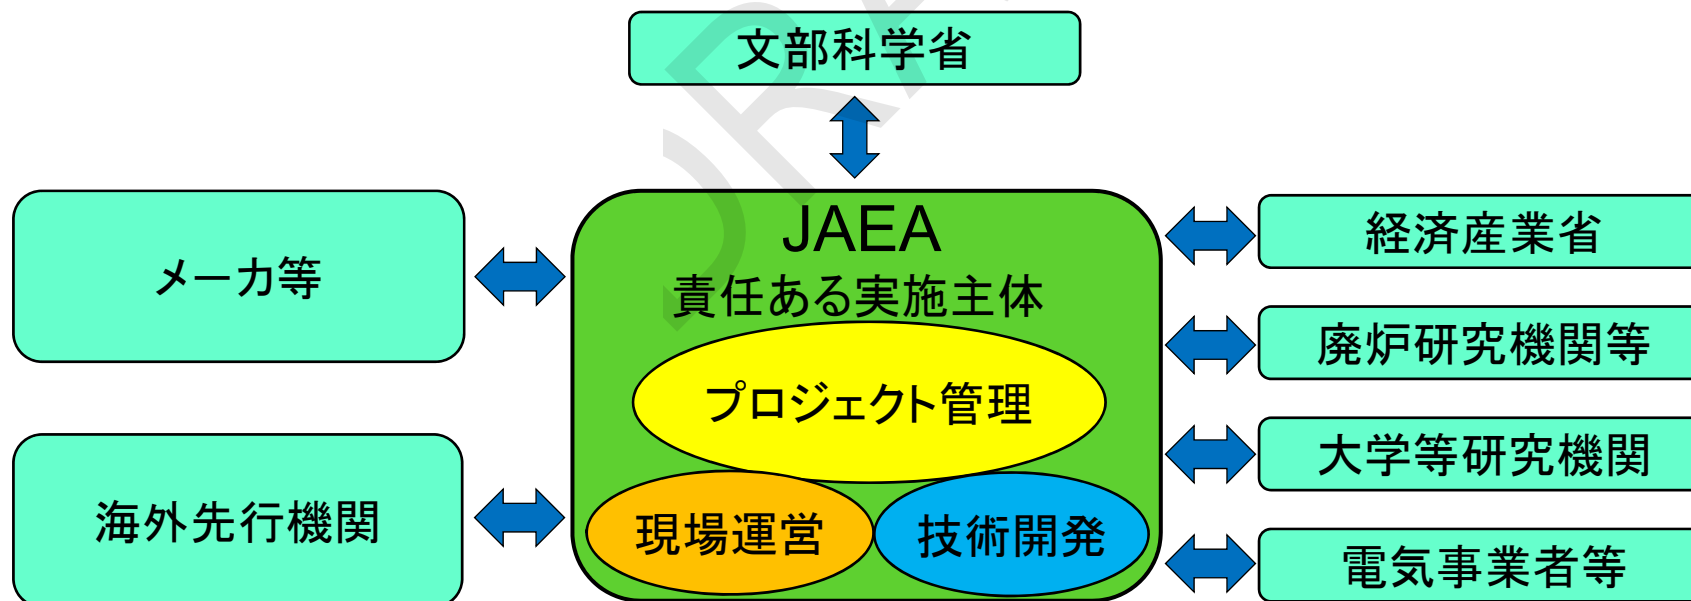 文部科学省
メーカ等
海外先行機関
JAEA
責任ある実施主体
プロジェクト管理
現場運営
技術開発
経済産業省
廃炉研究機関等
大学等研究機関
電気事業者等